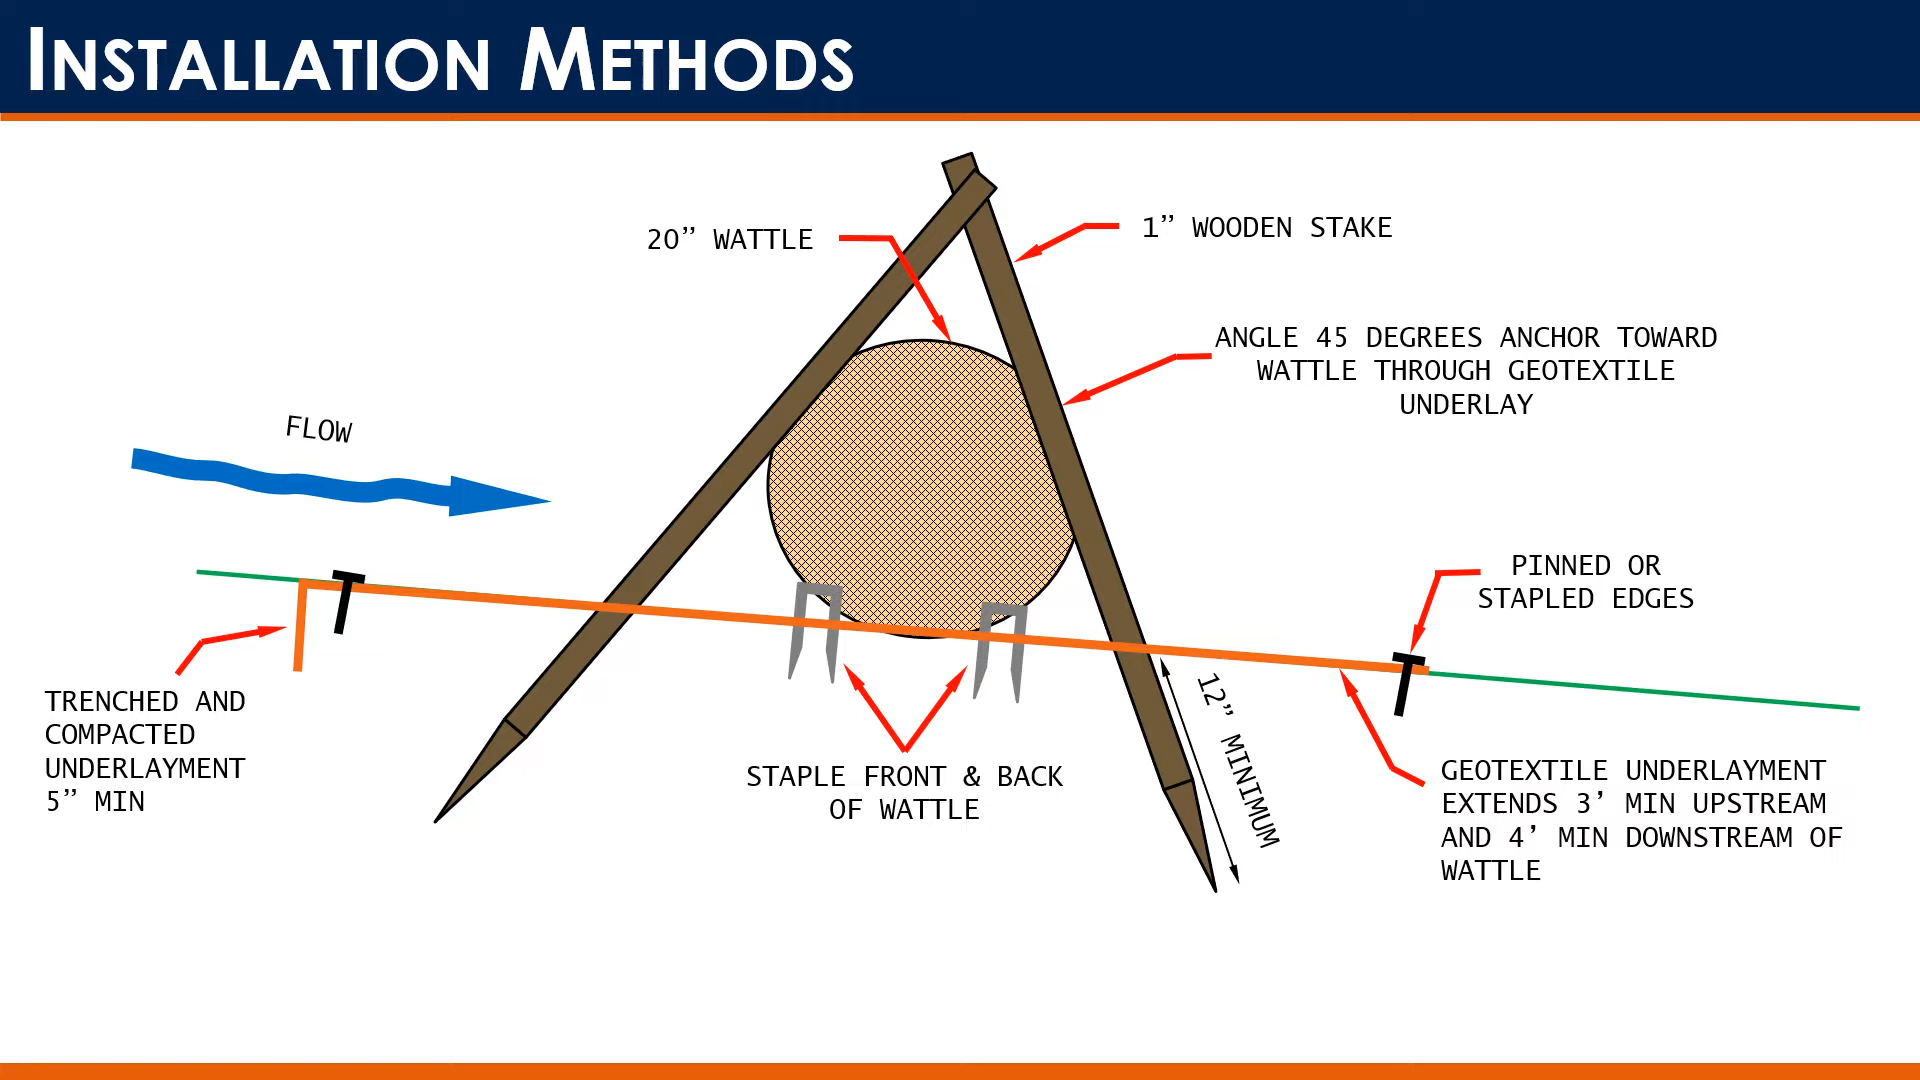 INSTALLATION METHODS
20” WATTLE
1” WOODEN STAKE
ANGLE 45 DEGREES ANCHOR TOWARD
WATTLE THROUGH GEOTEXTILE
UNDERLAY
FLOW
PINNED OR
STAPLED EDGES
TRENCHED AND
COMPACTED
UNDERLAYMENT
5” MIN
STAPLE FRONT & BACK
OF WATTLE
12” MINIMUM
GEOTEXTILE UNDERLAYMENT
EXTENDS 3’ MIN UPSTREAM
AND 4’ MIN DOWNSTREAM OF
WATTLE